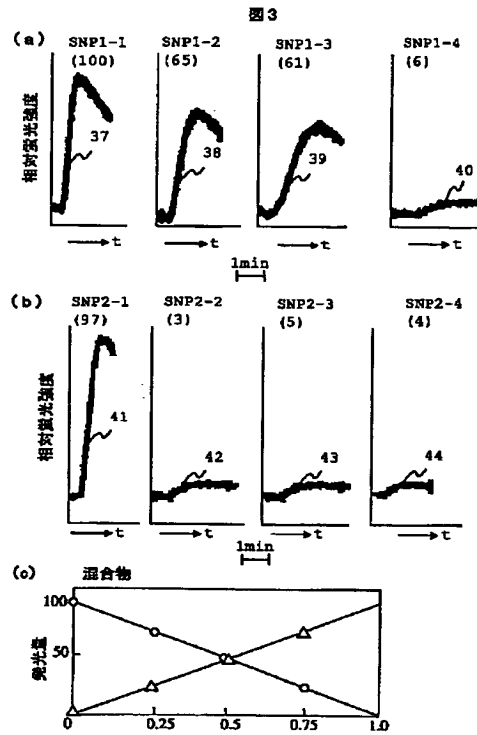 図3
(a)
SNP1-1 SNP1-2 SNP1-3 SNP1-4
(100) (65) (61) (6)
相対蛍光強度
37 38 39 40
t t t t
1min
(b)
SNP2-1 SNP2-2 SNP2-3 SNP2-4
(97) (3) (5) (4)
相対蛍光強度
41 42 43 44
t t t t
1min
(c) 混合物
発光量
100
50
0 0.25 0.5 0.75 1.0